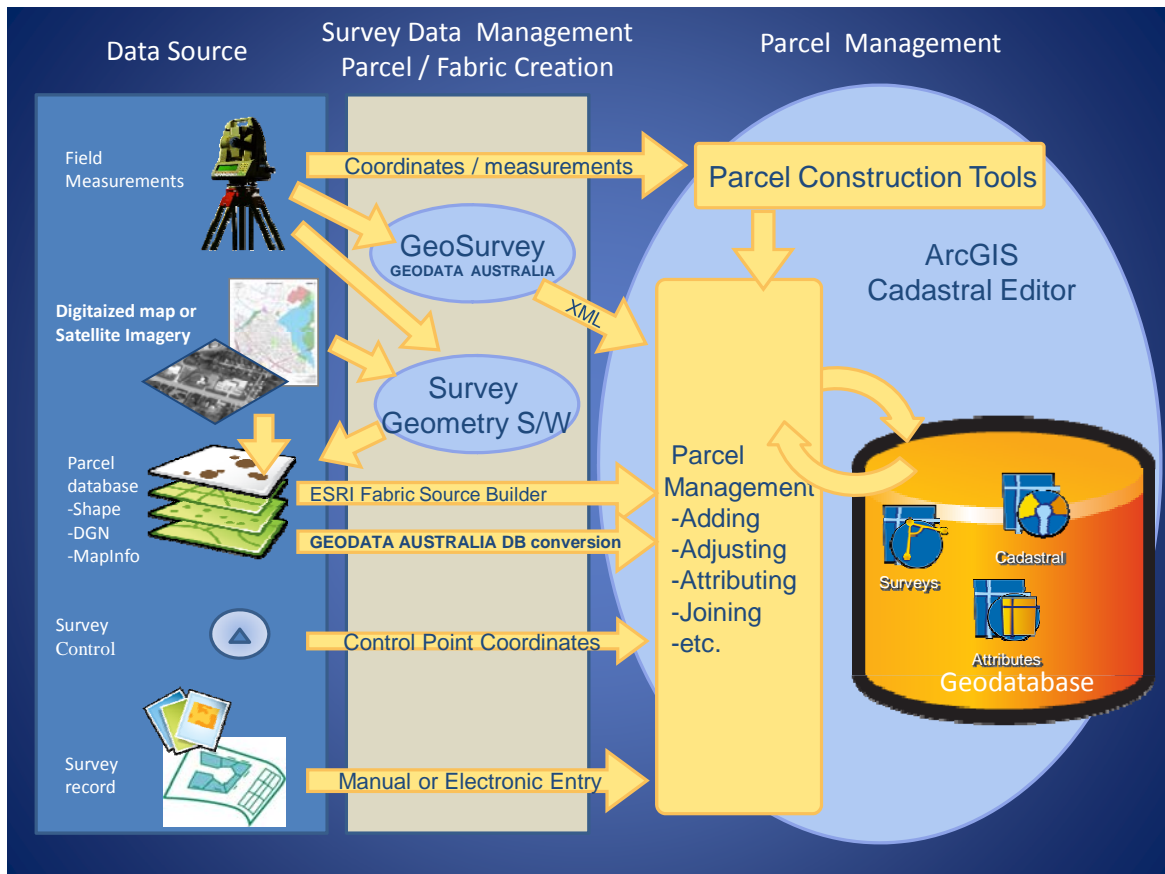 Data Source
Survey Data  Management
Parcel / Fabric Creation
Parcel  Management
Field
Measurements
Coordinates / measurements
Parcel Construction Tools
GeoSurvey
GEODATA AUSTRALIA
XML
ArcGIS
Cadastral Editor
Digitaized map or
Satellite Imagery
Survey
Geometry S/W
Parcel
database
-Shape
-DGN
-MapInfo
ESRI Fabric Source Builder
GEODATA AUSTRALIA DB conversion
Parcel
Management
-Adding
-Adjusting
-Attributing
-Joining
-etc.
Surveys
Cadastral
Attributes
Geodatabase
Survey
Control
Control Point Coordinates
Survey
record
Manual or Electronic Entry